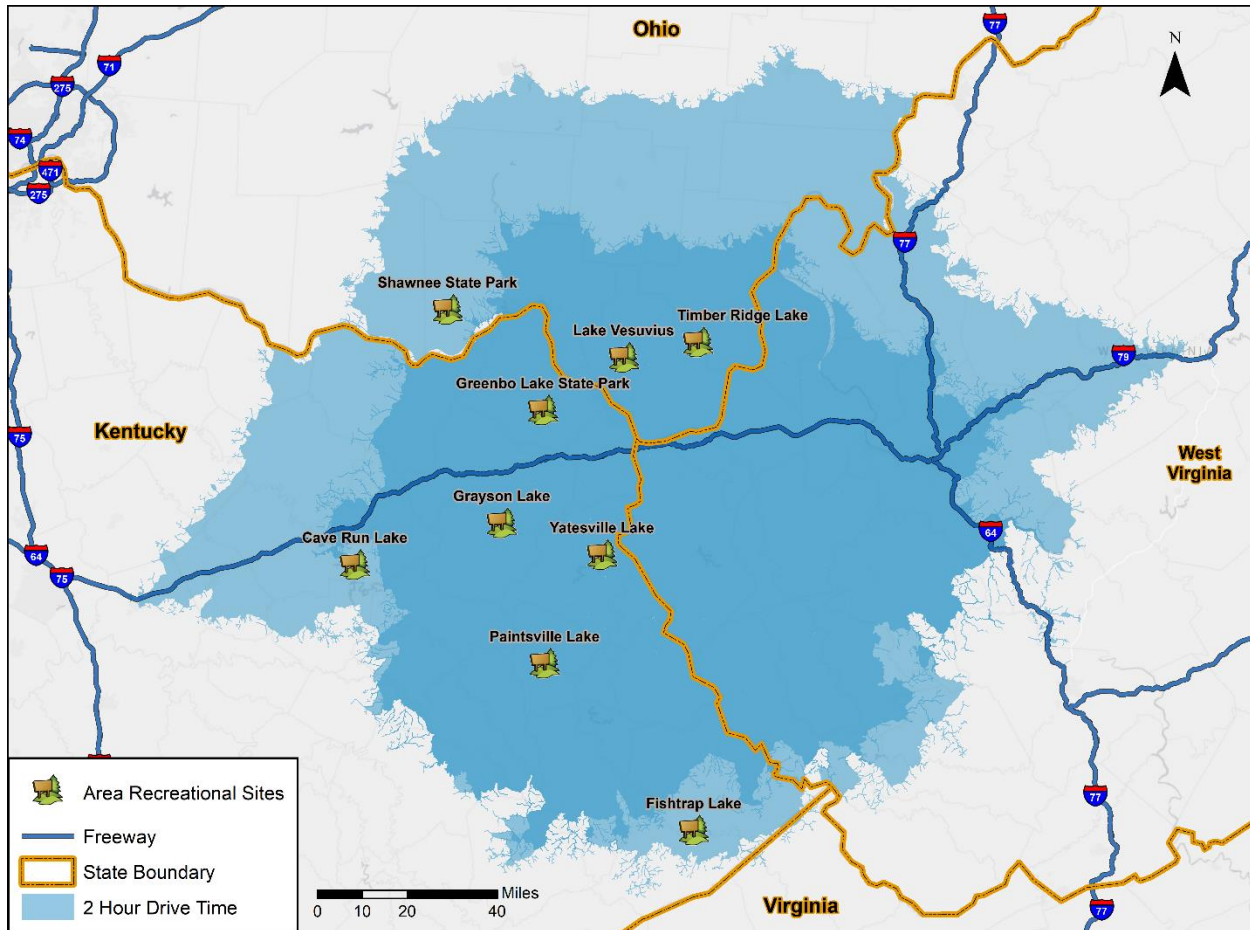 Ohio
77
71
275
N
74
471
275
77
Shawnee State Park
Timber Ridge Lake
Lake Vesuvius
79
Greenbo Lake State Park
Kentucky
75
West
Virginia
Grayson Lake
Yatesville Lake
Cave Run Lake
64
64
75
Paintsville Lake
Area Recreational Sites
Fishtrap Lake
77
Freeway
State Boundary
Miles
0 10 20 40
2 Hour Drive Time
Virginia
77